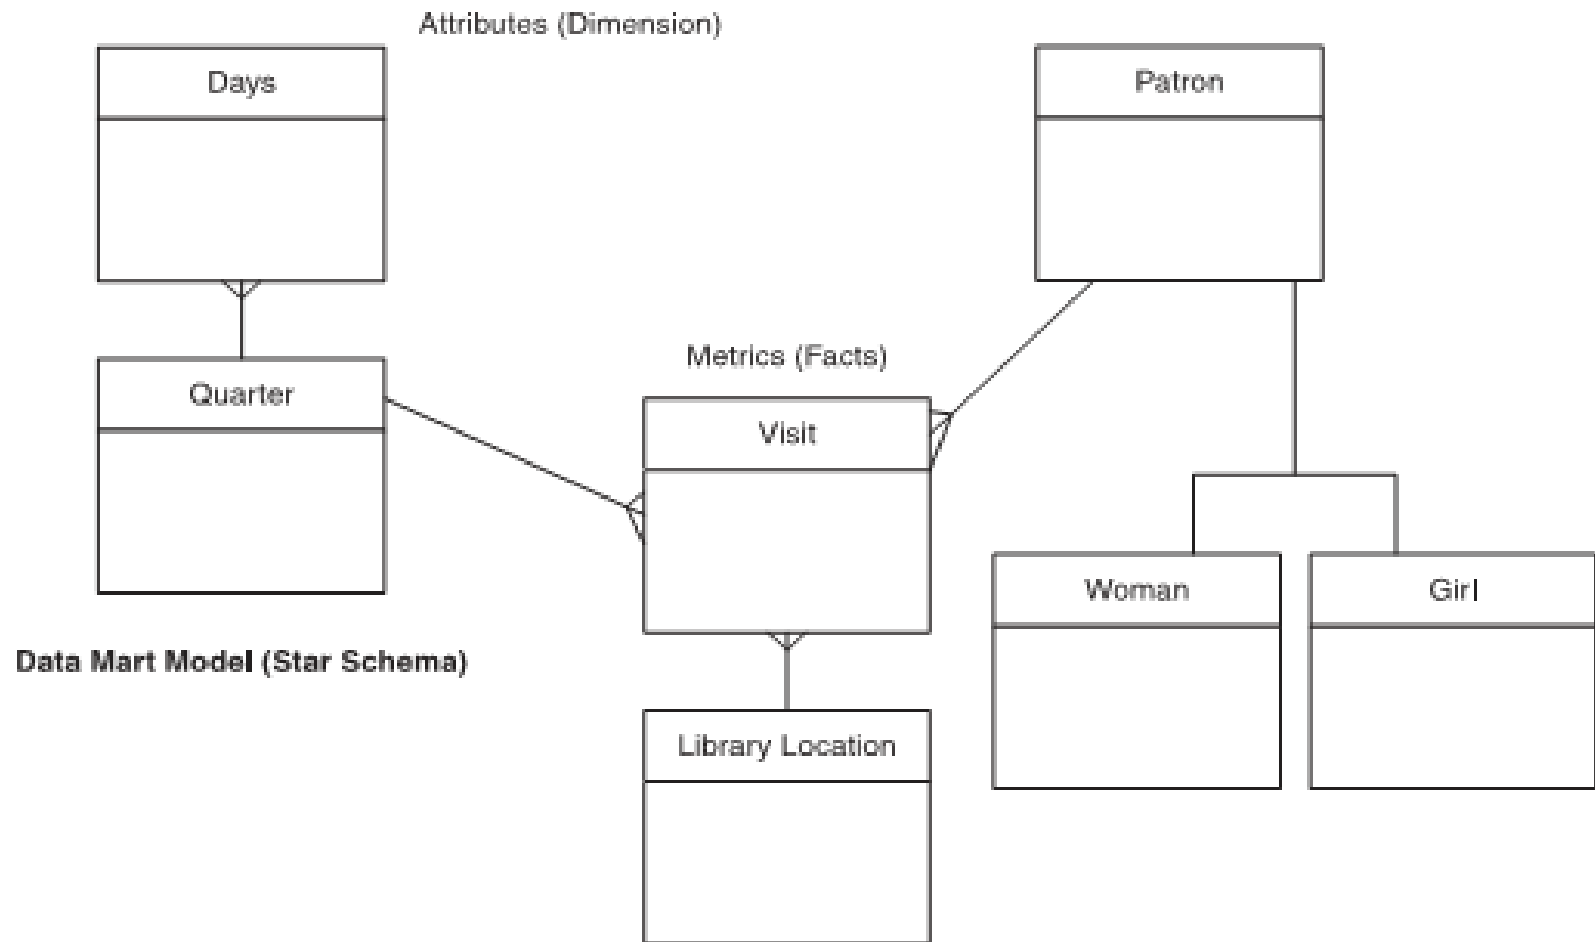 Attributes (Dimension)
Days
Patron
Metrics (Facts)
Quarter
Visit
Woman
Girl
Data Mart Model (Star Schema)
Library Location